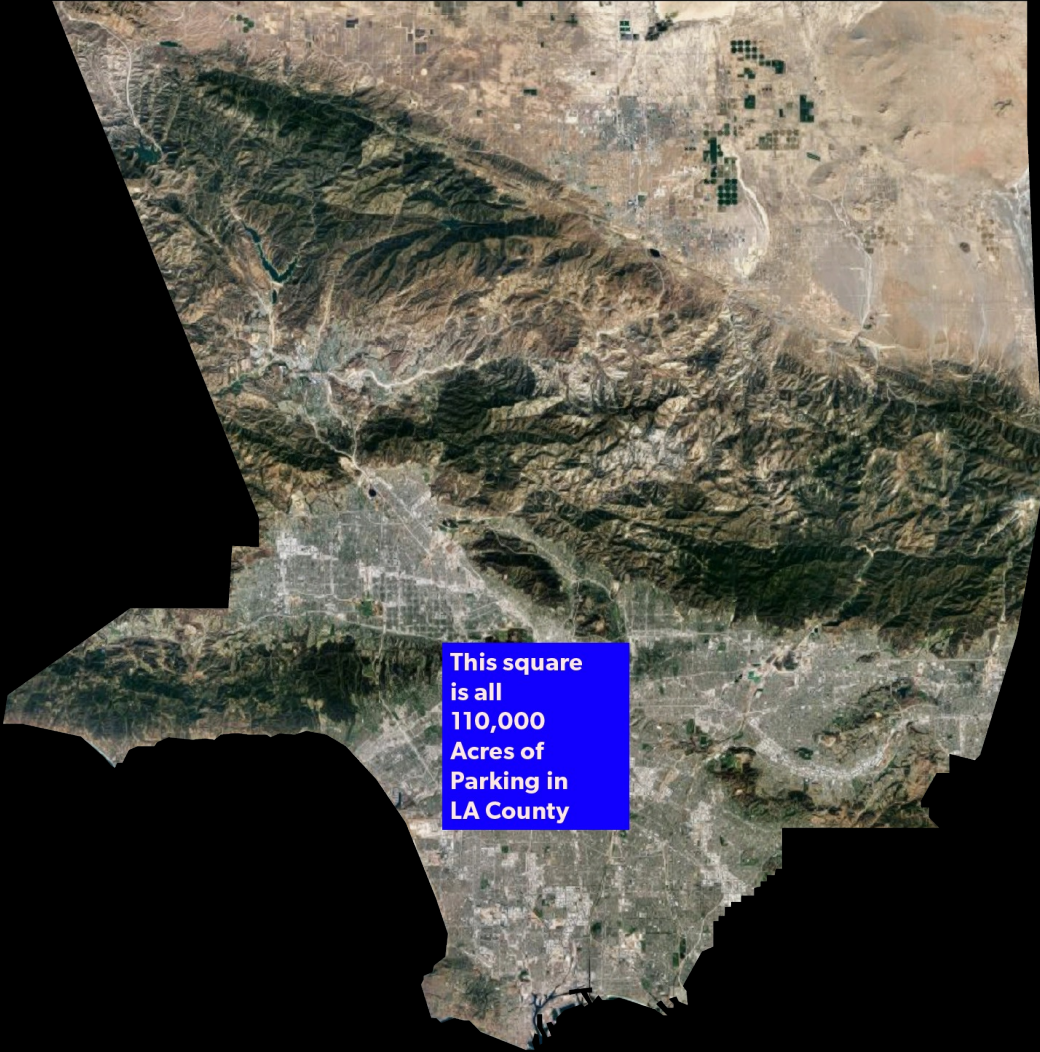 This square
is all
110,000
Acres of
Parking in
LA County